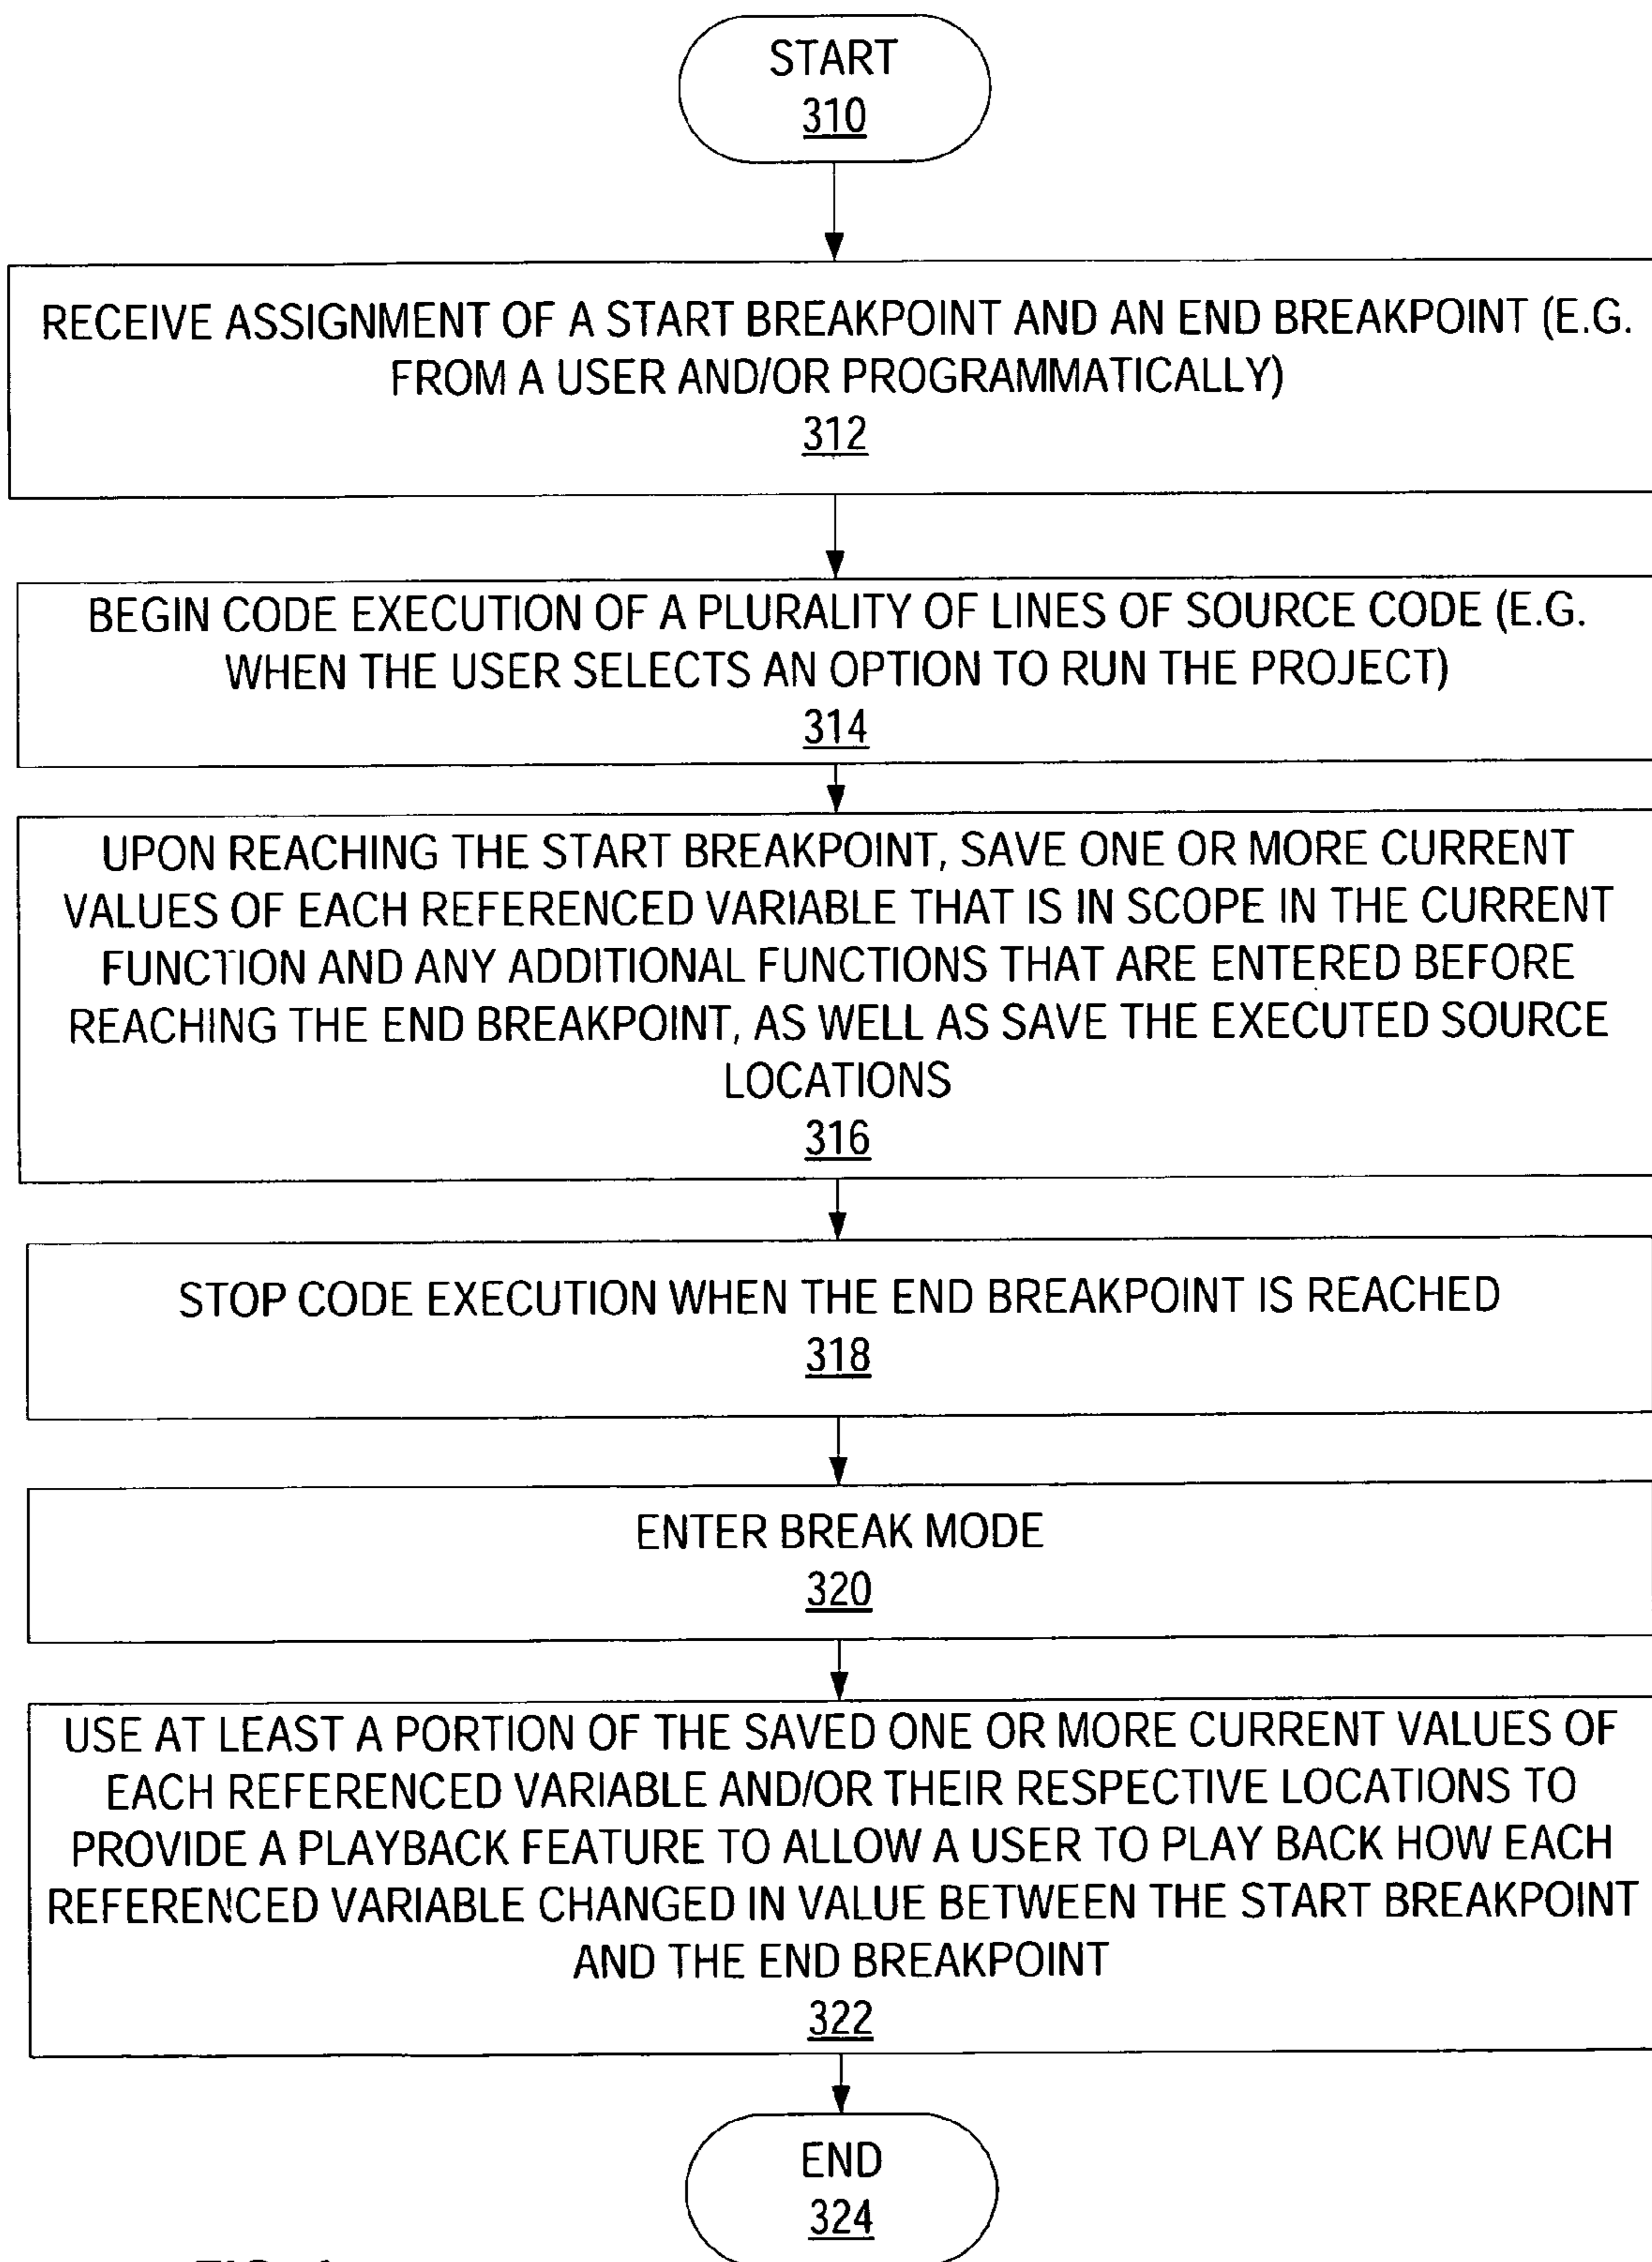 START
310
RECEIVE ASSIGNMENT OF A START BREAKPOINT AND AN END BREAKPOINT (E.G.
FROM A USER AND/OR PROGRAMMATICALLY)
312
BEGIN CODE EXECUTION OF A PLURALITY OF LINES OF SOURCE CODE (E.G.
WHEN THE USER SELECTS AN OPTION TO RUN THE PROJECT)
314
UPON REACHING THE START BREAKPOINT, SAVE ONE OR MORE CURRENT
VALUES OF EACH REFERENCED VARIABLE THAT IS IN SCOPE IN THE CURRENT
FUNCTION AND ANY ADDITIONAL FUNCTIONS THAT ARE ENTERED BEFORE
REACHING THE END BREAKPOINT, AS WELL AS SAVE THE EXECUTED SOURCE
LOCATIONS
316
STOP CODE EXECUTION WHEN THE END BREAKPOINT IS REACHED
318
ENTER BREAK MODE
320
USE AT LEAST A PORTION OF THE SAVED ONE OR MORE CURRENT VALUES OF
EACH REFERENCED VARIABLE AND/OR THEIR RESPECTIVE LOCATIONS TO
PROVIDE A PLAYBACK FEATURE TO ALLOW A USER TO PLAY BACK HOW EACH
REFERENCED VARIABLE CHANGED IN VALUE BETWEEN THE START BREAKPOINT
AND THE END BREAKPOINT
322
END
324